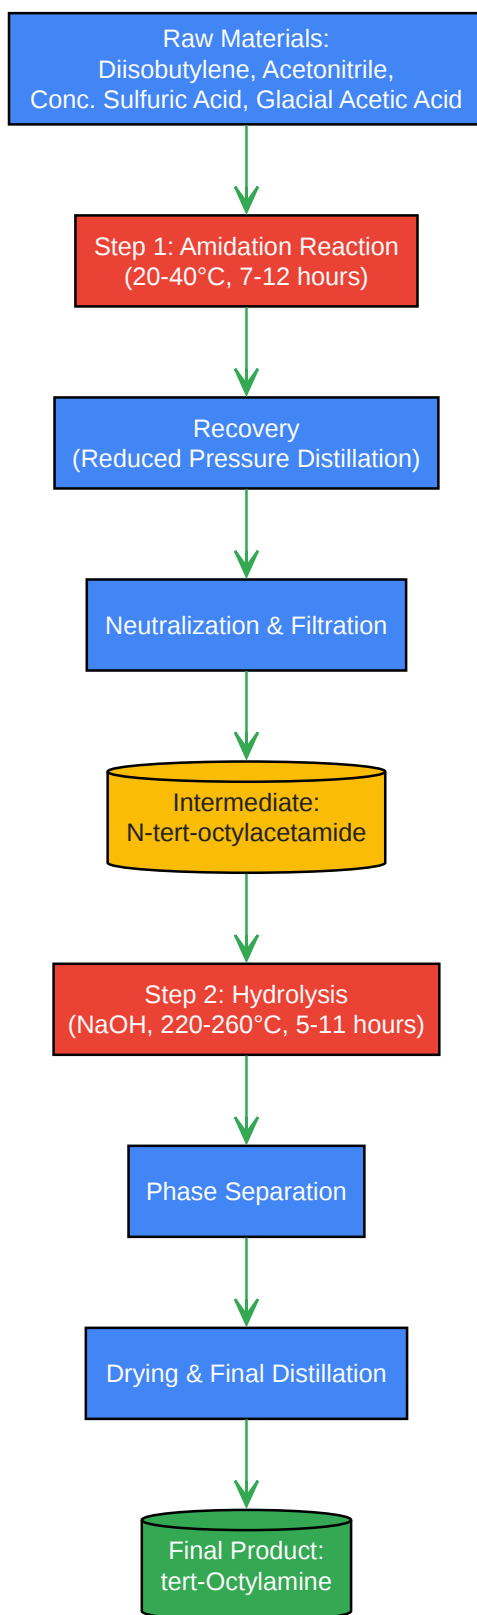 Raw Materials:
Diisobutylene, Acetonitrile,
Conc. Sulfuric Acid, Glacial Acetic Acid
Step 1: Amidation Reaction
(20-40°C, 7-12 hours)
Recovery
(Reduced Pressure Distillation)
Neutralization & Filtration
Intermediate:
N-tert-octylacetamide
Step 2: Hydrolysis
(NaOH, 220-260°C, 5-11 hours)
Phase Separation
Drying & Final Distillation
Final Product:
tert-Octylamine